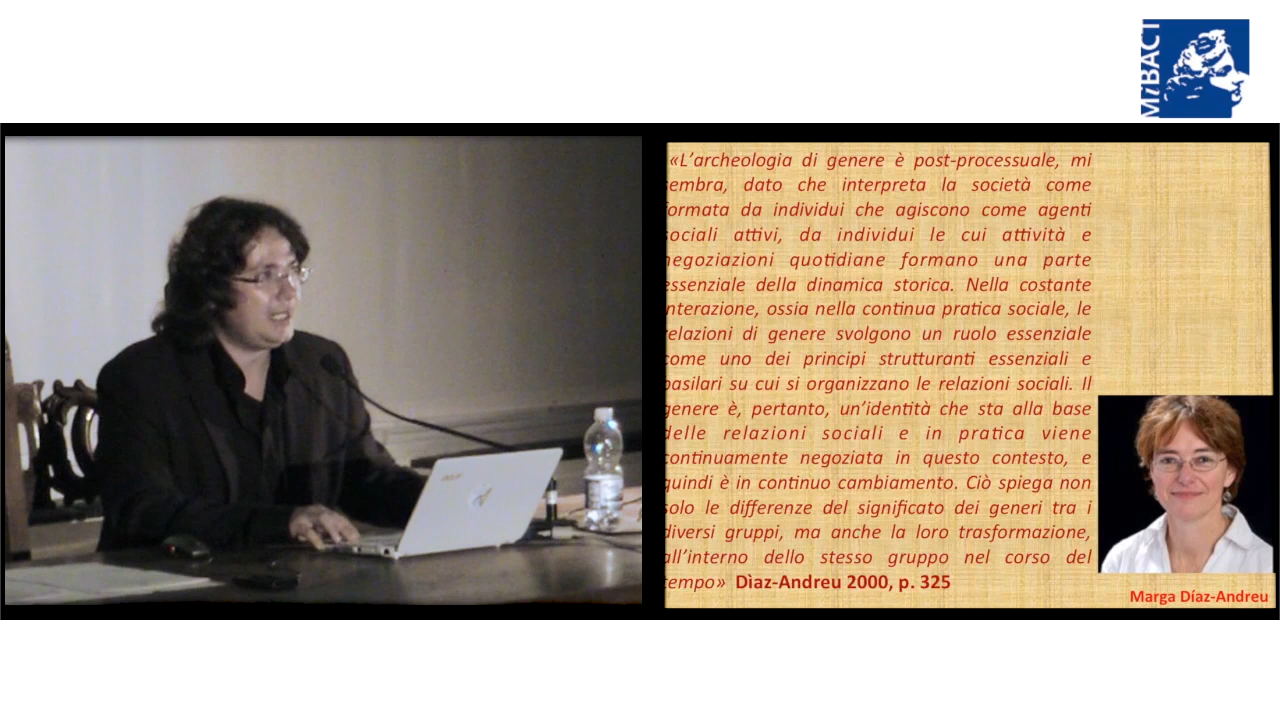 MiBACT
«L'archeologia di genere è post-processuale, mi
sembra, dato che interpreta la società come
formata da individui che agiscono come agenti
sociali attivi, da individui le cui attività e
negoziazioni quotidiane formano una parte
essenziale della dinamica storica. Nella costante
interazione, ossia nella continua pratica sociale, le
relazioni di genere svolgono un ruolo essenziale
come uno dei principi strutturanti essenziali e
basilari su cui si organizzano le relazioni sociali. Il
genere è, pertanto, un'identità che sta alla base
delle relazioni sociali e in pratica viene
continuamente negoziata in questo contesto, e
quindi è in continuo cambiamento. Ciò spiega non
solo le differenze del significato dei generi tra i
diversi gruppi, ma anche la loro trasformazione,
all'interno dello stesso gruppo nel corso del
tempo» Dìaz-Andreu 2000, p. 325
Marga Díaz-Andreu